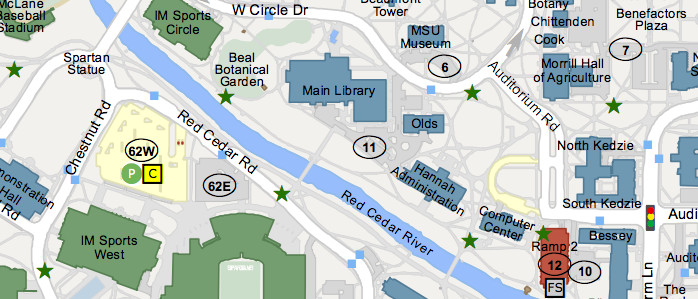 McLane
Baseball
Stadium
IM Sports
Circle
W Circle Dr
Beaumont
Tower
MSU
Museum
Botany
Chittenden
Cook
Benefactors
Plaza
7
Spartan
Statue
Beal
Botanical
Garden
6
Morrill Hall
of Agriculture
Auditorium Rd
Main Library
Chestnut Rd
Olds
62W
Red Cedar Rd
11
North Kedzie
P
C
62E
Hannah
Administration
Hall
Rd
Red Cedar River
South Kedzie
Computer
Center
Bessey
IM Sports
West
Ramp 2
12
10
FS
The